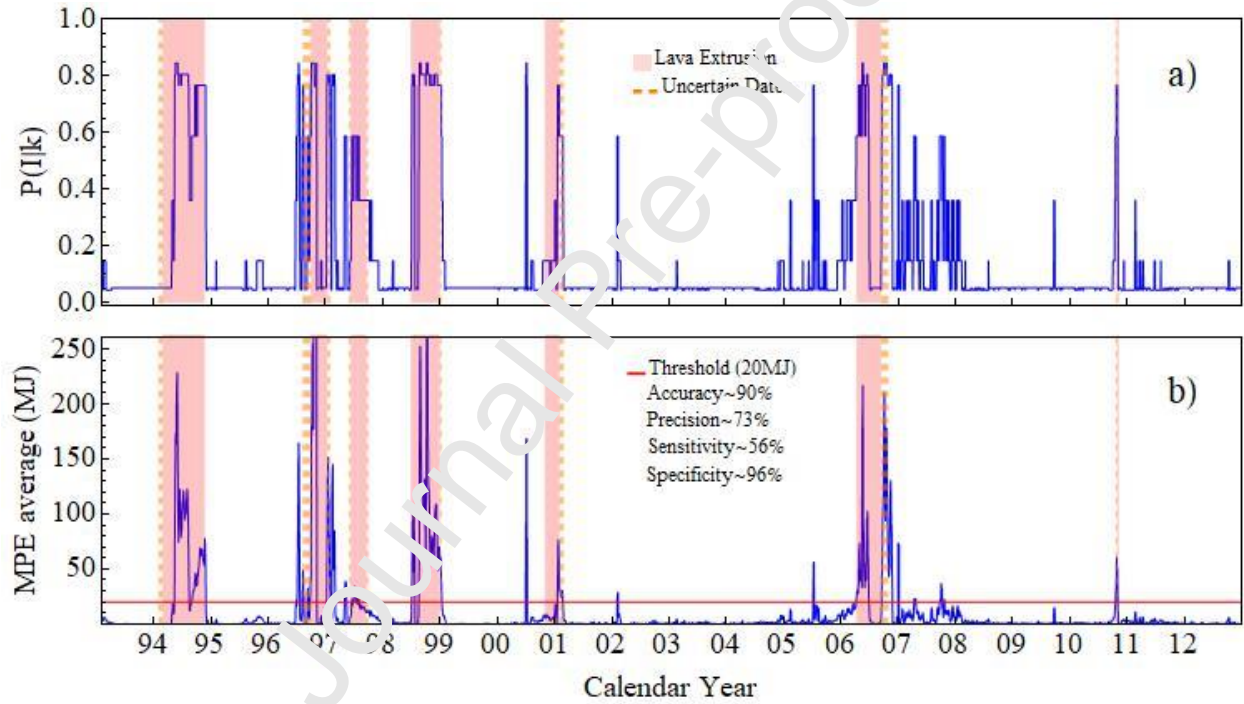 1.0
0.8
0.6
0.4
0.2
0.0
P(I|k)
Lava Extrusion
Uncertain Date
a)
250
200
150
100
50
MPE average (MJ)
Threshold (20MJ)
Accuracy~90%
Precision~73%
Sensitivity~56%
Specificity~96%
b)
94 95 96 97 98 99 00 01 02 03 04 05 06 07 08 09 10 11 12
Calendar Year
Journal Pre-proo